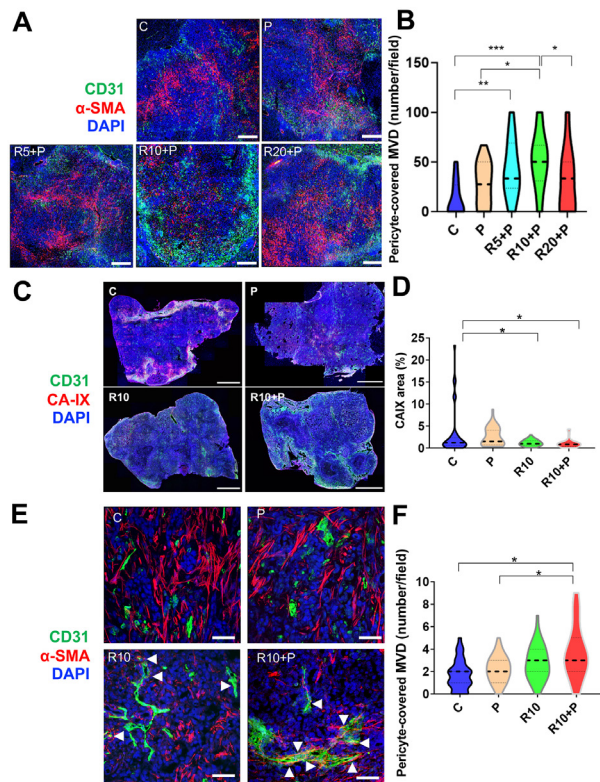 A
CD31
α-SMA
DAPI
C
P
R5+P
R10+P
R20+P
B
Pericyte-covered MVD (number/field)
150
100
50
0
***
*
*
**
C
P
R5+P
R10+P
R20+P
C
CD31
CA-IX
DAPI
C
P
R10
R10+P
D
CAIX area (%)
25
20
15
10
5
0
*
*
C
P
R10
R10+P
E
CD31
α-SMA
DAPI
C
P
R10
R10+P
F
Pericyte-covered MVD (number/field)
10
8
6
4
2
0
*
*
C
P
R10
R10+P